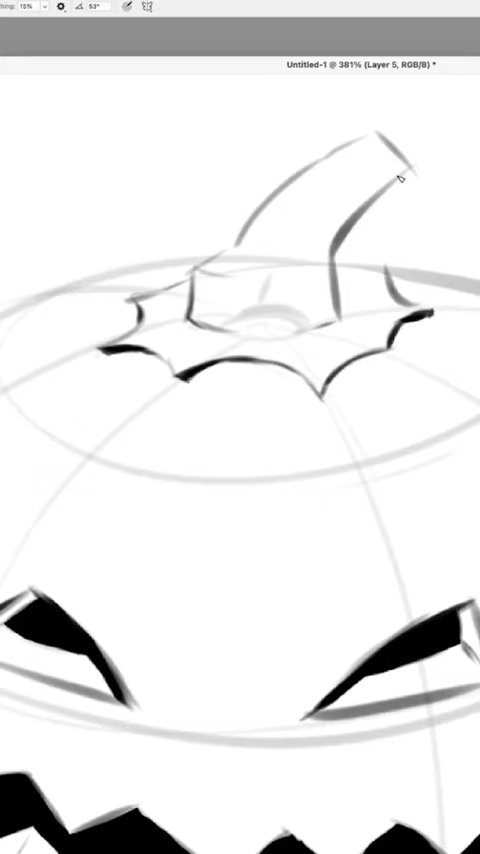 hing: 15% 53°
Untitled-1 @ 381% (Layer 5, RGB/8) *